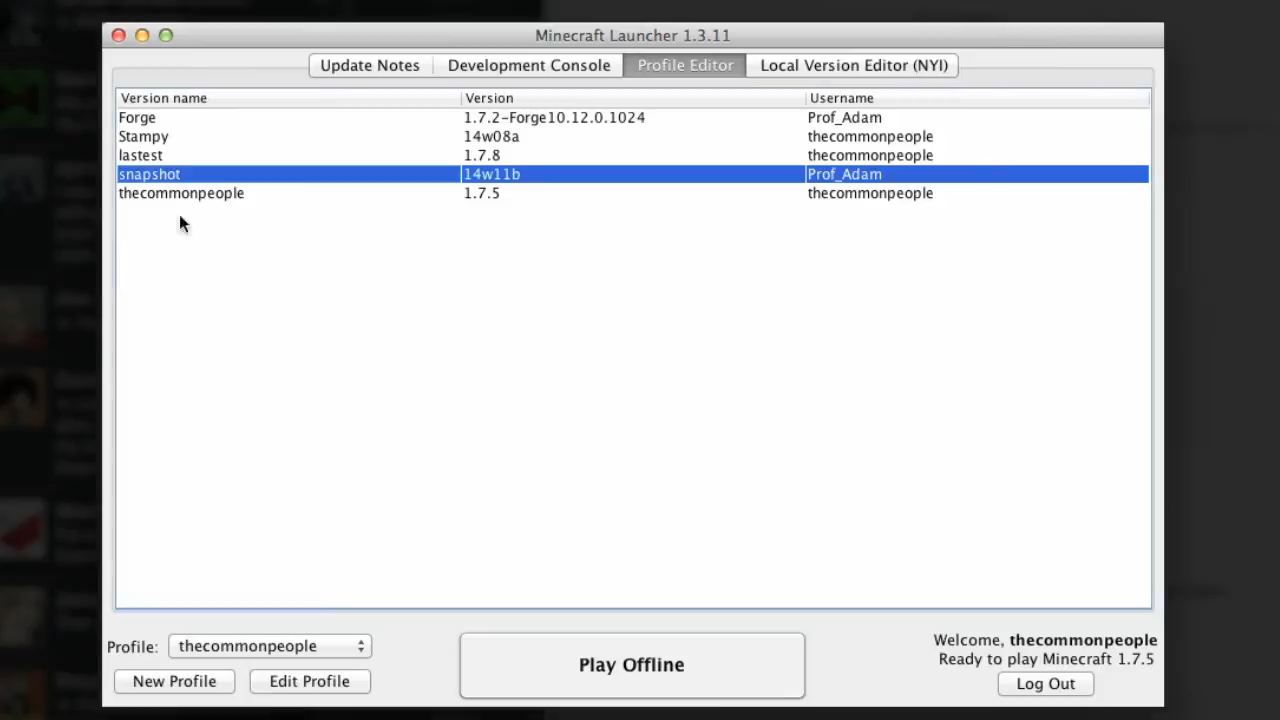 Minecraft Launcher 1.3.11
Update Notes Development Console Profile Editor Local Version Editor (NYI)
Version name Version Username
Forge 1.7.2-Forge10.12.0.1024 Prof_Adam
Stampy 14w08a thecommonpeople
lastest 1.7.8 thecommonpeople
snapshot 14w11b Prof_Adam
thecommonpeople 1.7.5 thecommonpeople
Profile: thecommonpeople
New Profile Edit Profile
Play Offline
Welcome, thecommonpeople
Ready to play Minecraft 1.7.5
Log Out